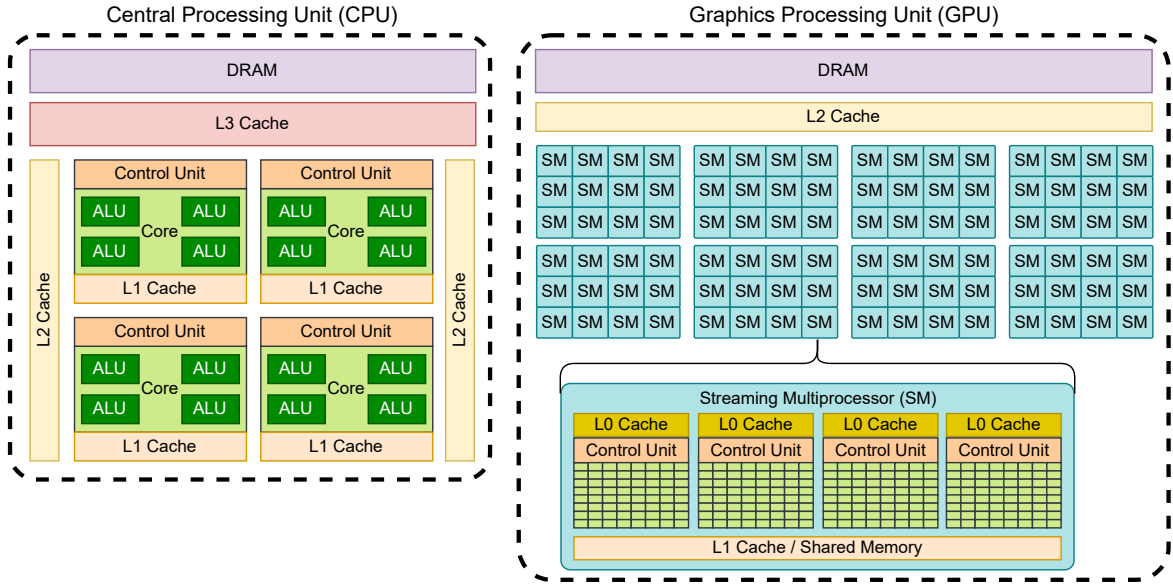 Central Processing Unit (CPU)
DRAM
L3 Cache
L2 Cache
Control Unit
ALU ALU
Core
ALU ALU
L1 Cache
Control Unit
ALU ALU
Core
ALU ALU
L1 Cache
Control Unit
ALU ALU
Core
ALU ALU
L1 Cache
Control Unit
ALU ALU
Core
ALU ALU
L1 Cache
L2 Cache
Graphics Processing Unit (GPU)
DRAM
L2 Cache
SM SM SM SM SM SM SM SM SM SM SM SM SM SM SM SM
SM SM SM SM SM SM SM SM SM SM SM SM SM SM SM SM
SM SM SM SM SM SM SM SM SM SM SM SM SM SM SM SM
SM SM SM SM SM SM SM SM SM SM SM SM SM SM SM SM
SM SM SM SM SM SM SM SM SM SM SM SM SM SM SM SM
SM SM SM SM SM SM SM SM SM SM SM SM SM SM SM SM
Streaming Multiprocessor (SM)
L0 Cache L0 Cache L0 Cache L0 Cache
Control Unit Control Unit Control Unit Control Unit
L1 Cache / Shared Memory